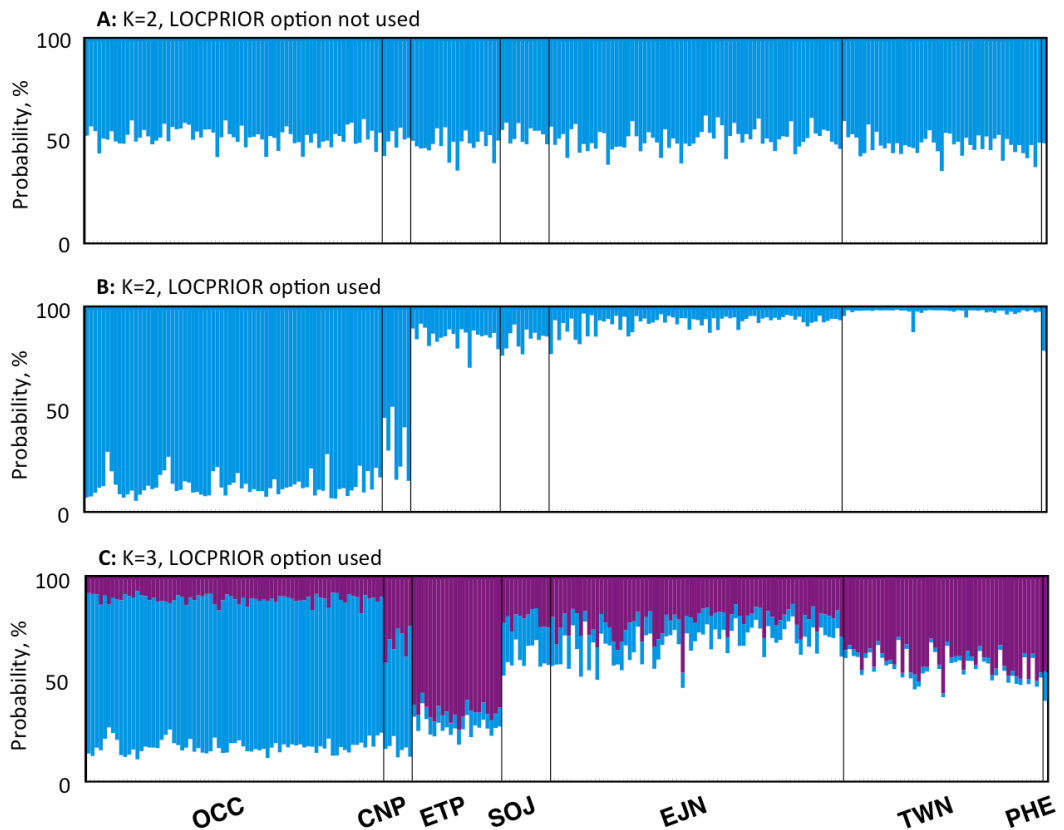 A: K=2, LOCPRIOR option not used
100
50
0
Probability, %
B: K=2, LOCPRIOR option used
100
50
0
Probability, %
C: K=3, LOCPRIOR option used
100
50
0
Probability, %
OCC CNP ETP SOJ EJN TWN PHE